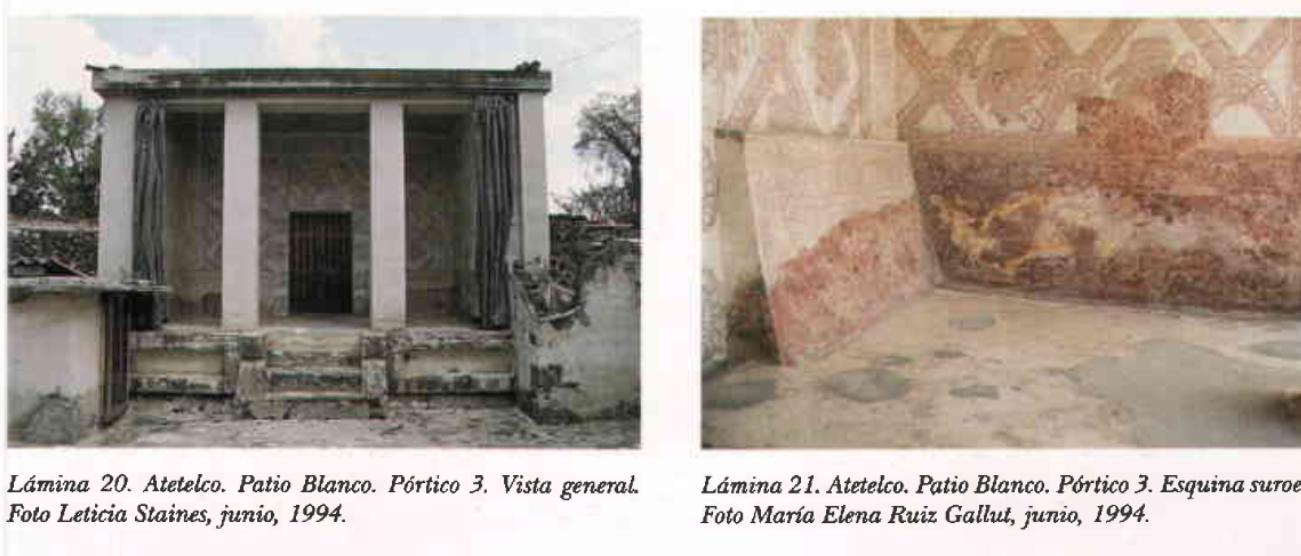 Lámina 20. Atetelco. Patio Blanco. Pórtico 3. Vista general.
Foto Leticia Staines, junio, 1994.
Lámina 21. Atetelco. Patio Blanco. Pórtico 3. Esquina suroe
Foto María Elena Ruiz Gallut, junio, 1994.